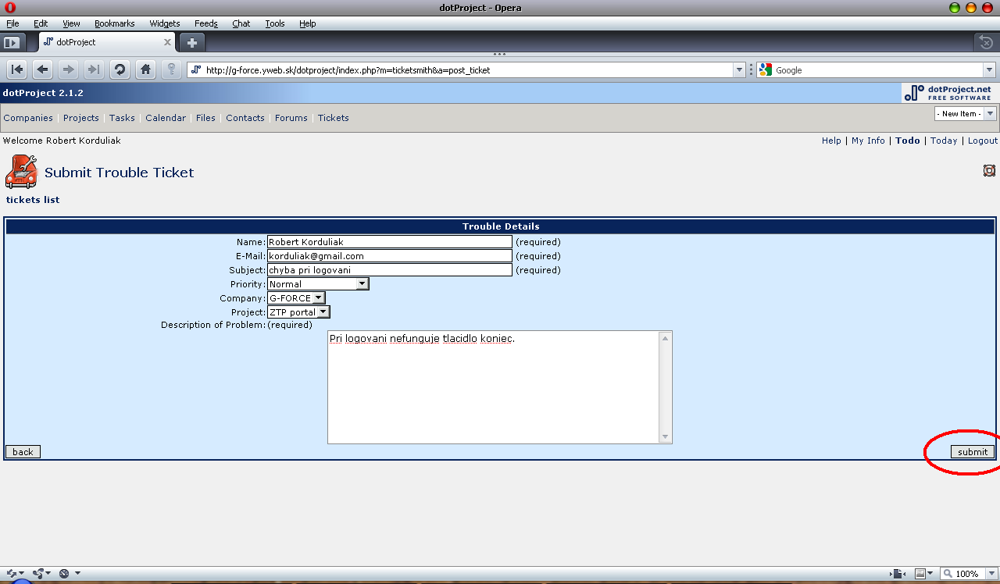 dotProject - Opera
File Edit View Bookmarks Widgets Feeds Chat Tools Help
dotProject
http://g-force.yweb.sk/dotproject/index.php?m=ticketsmith&a=post_ticket Google
dotProject 2.1.2
dotProject.net
FREE SOFTWARE
Companies | Projects | Tasks | Calendar | Files | Contacts | Forums | Tickets
- New Item -
Welcome Robert Korduliak
Help | My Info | Todo | Today | Logout
Submit Trouble Ticket
tickets list
Trouble Details
Name: Robert Korduliak (required)
E-Mail: korduliak@gmail.com (required)
Subject: chyba pri logovani (required)
Priority: Normal
Company: G-FORCE
Project: ZTP portal
Description of Problem: (required)
Pri logovani nefunguje tlacidlo koniec.
back submit
100%